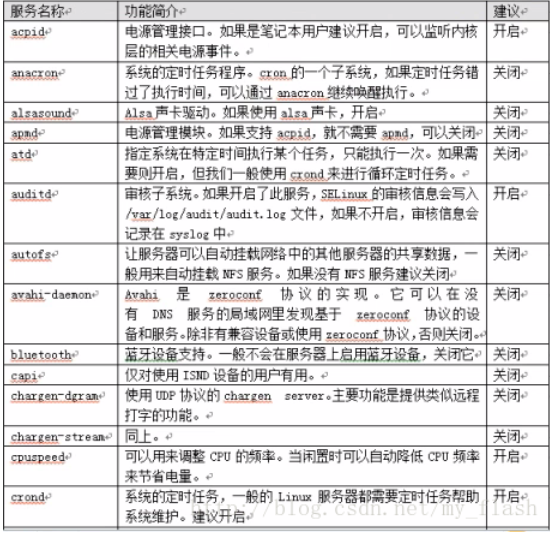 服务名称 功能简介 建议
acpid 电源管理接口。如果是笔记本用户建议开启，可以监听内核 开启
层的相关电源事件。
anacron 系统的定时任务程序。cron 的一个子系统，如果定时任务错 关闭
过了执行时间，可以通过 anacron 继续唤醒执行。
alsasound Alsa 声卡驱动。如果使用 alsa 声卡，开启 关闭
apmd 电源管理模块。如果支持 acpid，就不需要 apmd，可以关闭 关闭
atd 指定系统在特定时间执行某个任务，只能执行一次。如果需 关闭
要则开启，但我们一般使用 crond 来进行循环定时任务。
auditd 审核子系统。如果开启了此服务，SELinux 的审核信息会写入 开启
/var/log/audit/audit.log 文件，如果不开启，审核信息会
记录在 syslog 中
autofs 让服务器可以自动挂载网络中的其他服务器的共享数据，一 关闭
般用来自动挂载 NFS 服务。如果没有 NFS 服务建议关闭
avahi-daemon Avahi 是 zeroconf 协议的实现。它可以在没 关闭
有 DNS 服务的局域网里发现基于 zeroconf 协议的设
备和服务。除非有兼容设备或使用 zeroconf 协议，否则关闭。
bluetooth 蓝牙设备支持。一般不会在服务器上启用蓝牙设备，关闭它 关闭
capi 仅对使用 ISND 设备的用户有用。 关闭
chargen-dgram 使用 UDP 协议的 chargen server。主要功能是提供类似远程 关闭
打字的功能。
chargen-stream 同上。 关闭
cpuspeed 可以用来调整 CPU 的频率。当闲置时可以自动降低 CPU 频率 开启
来节省电量。
crond 系统的定时任务，一般的 Linux 服务器都需要定时任务帮助 开启
系统维护。建议开启
http://blog.csdn.net/my_flash